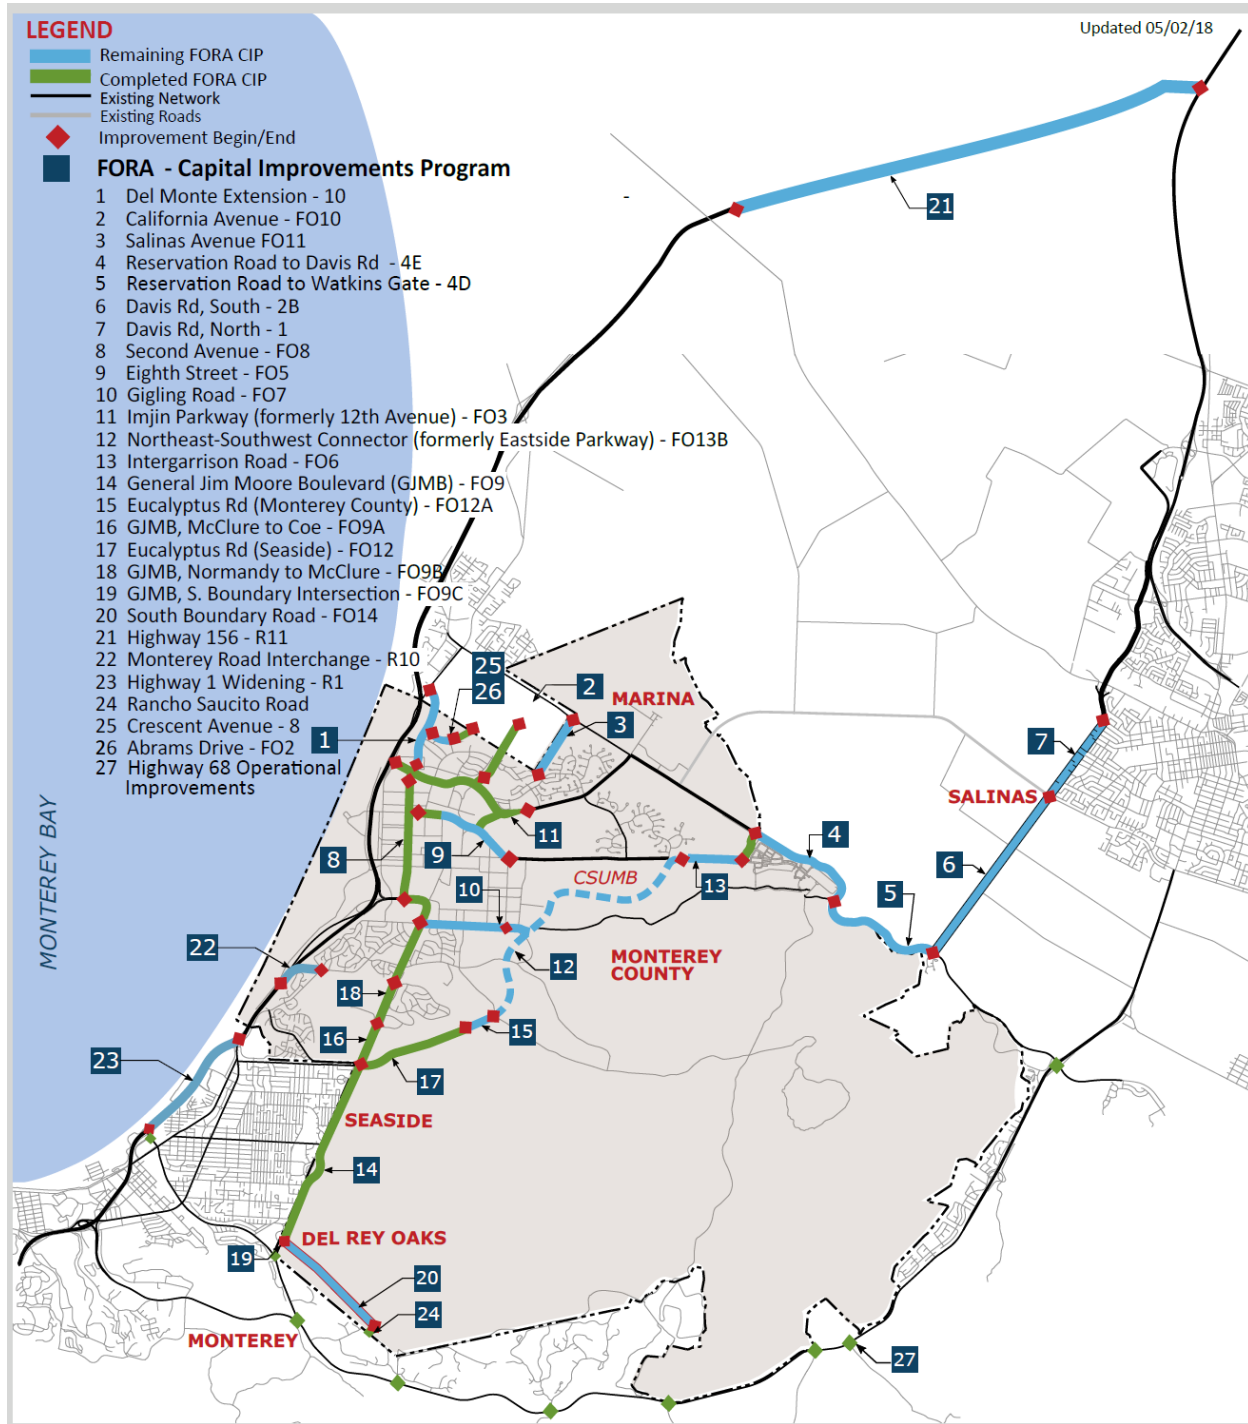 LEGEND
Updated 05/02/18
Remaining FORA CIP
Completed FORA CIP
Existing Network
Existing Roads
Improvement Begin/End
FORA - Capital Improvements Program
1 Del Monte Extension - 10
2 California Avenue - FO10
3 Salinas Avenue FO11
4 Reservation Road to Davis Rd - 4E
5 Reservation Road to Watkins Gate - 4D
6 Davis Rd, South - 2B
7 Davis Rd, North - 1
8 Second Avenue - FO8
9 Eighth Street - FO5
10 Gigling Road - FO7
11 Imjin Parkway (formerly 12th Avenue) - FO3
12 Northeast-Southwest Connector (formerly Eastside Parkway) - FO13B
13 Intergarrison Road - FO6
14 General Jim Moore Boulevard (GJMB) - FO9
15 Eucalyptus Rd (Monterey County) - FO12A
16 GJMB, McClure to Coe - FO9A
17 Eucalyptus Rd (Seaside) - FO12
18 GJMB, Normandy to McClure - FO9B
19 GJMB, S. Boundary Intersection - FO9C
20 South Boundary Road - FO14
21 Highway 156 - R11
22 Monterey Road Interchange - R10
23 Highway 1 Widening - R1
24 Rancho Saucito Road
25 Crescent Avenue - 8
26 Abrams Drive - FO2
27 Highway 68 Operational
Improvements
21
25
26
2
MARINA
3
1
7
SALINAS
MONTEREY BAY
11
4
8
9
6
CSUMB
13
10
5
22
MONTEREY
COUNTY
12
18
16
15
23
17
SEASIDE
14
DEL REY OAKS
19
20
24
MONTEREY
27